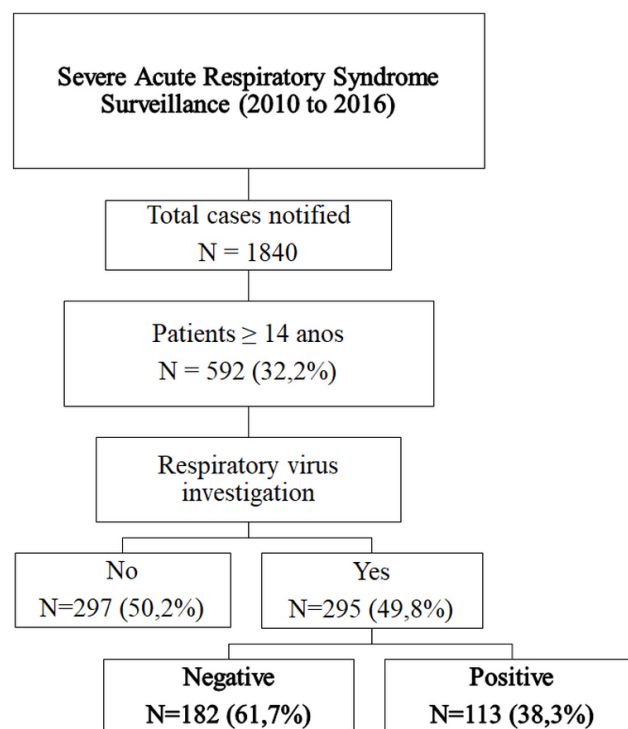 Severe Acute Respiratory Syndrome
Surveillance (2010 to 2016)
Total cases notified
N = 1840
Patients ≥ 14 anos
N = 592 (32,2%)
Respiratory virus
investigation
No
N=297 (50,2%)
Yes
N=295 (49,8%)
Negative
N=182 (61,7%)
Positive
N=113 (38,3%)